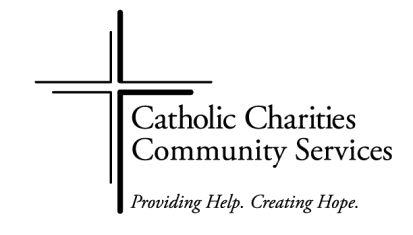 Catholic Charities
Community Services
Providing Help. Creating Hope.